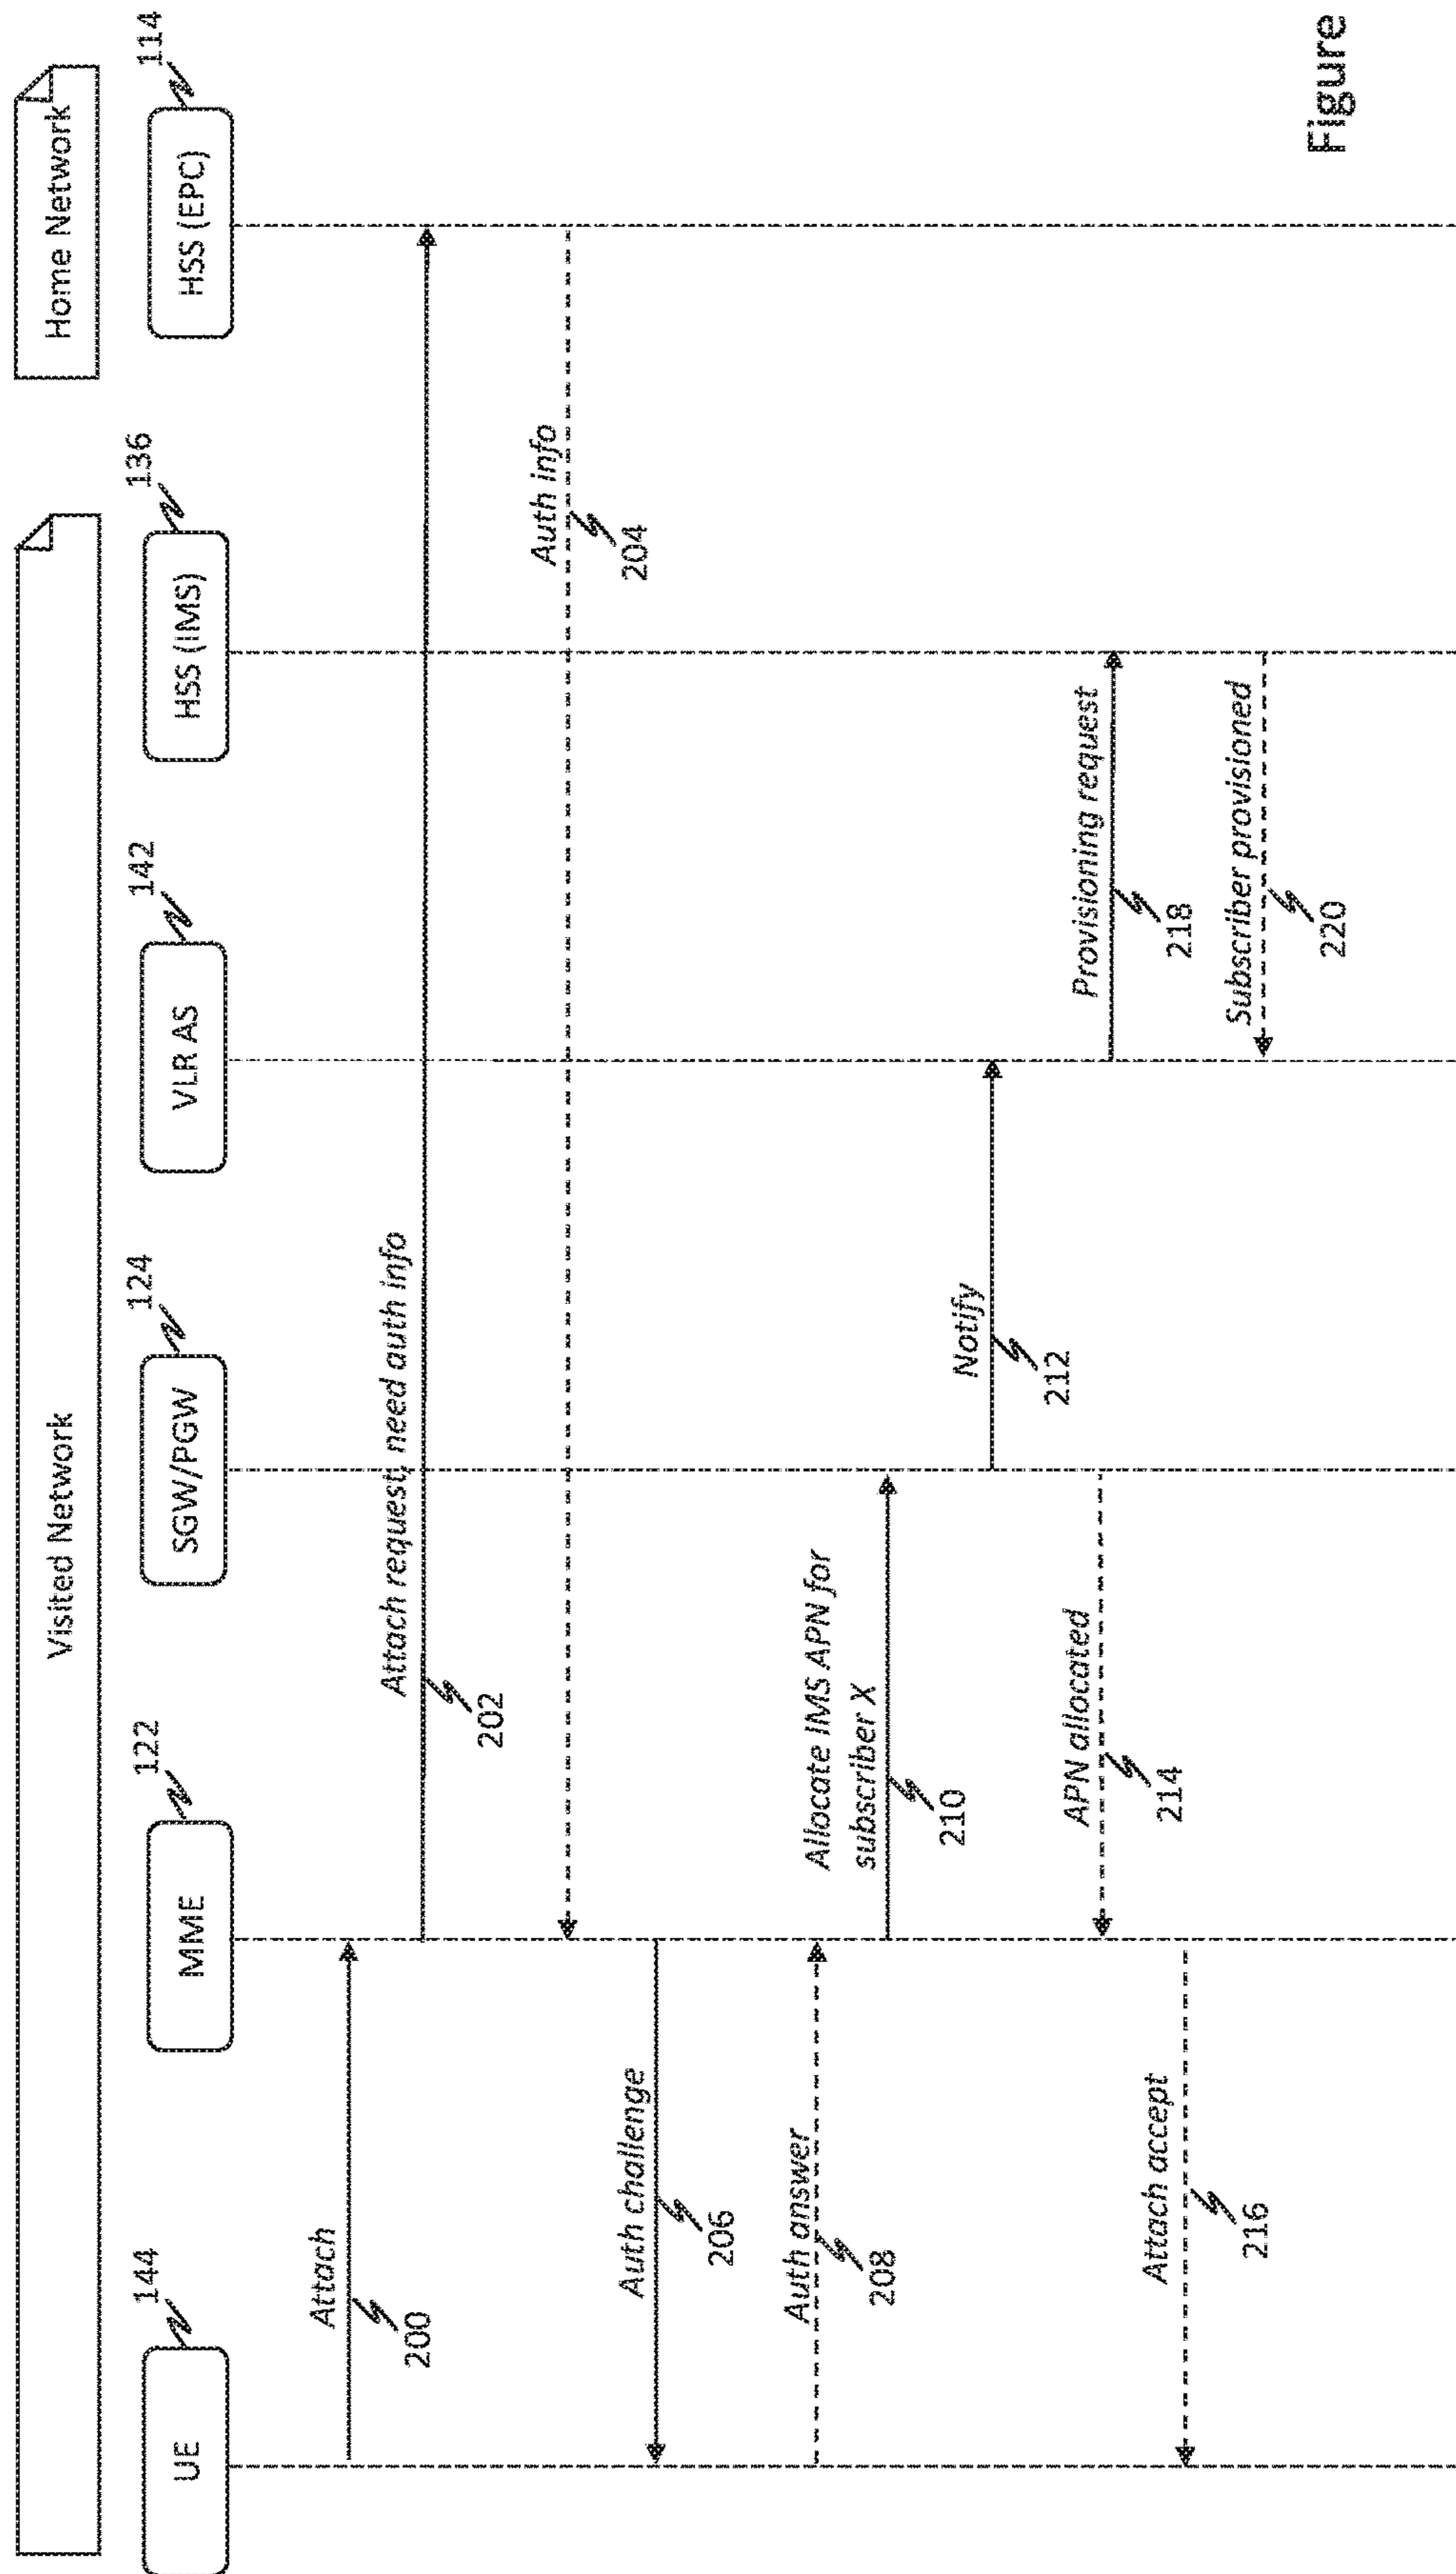 Visited Network
Home Network
144
122
124
142
136
114
UE
MME
SGW/PGW
VLR AS
HSS (IMS)
HSS (EPC)
Attach
200
Attach request, need auth info
202
Auth info
204
Auth challenge
206
Auth answer
208
Allocate IMS APN for
subscriber X
210
Notify
212
APN allocated
214
Provisioning request
218
Attach accept
216
Subscriber provisioned
220
Figure